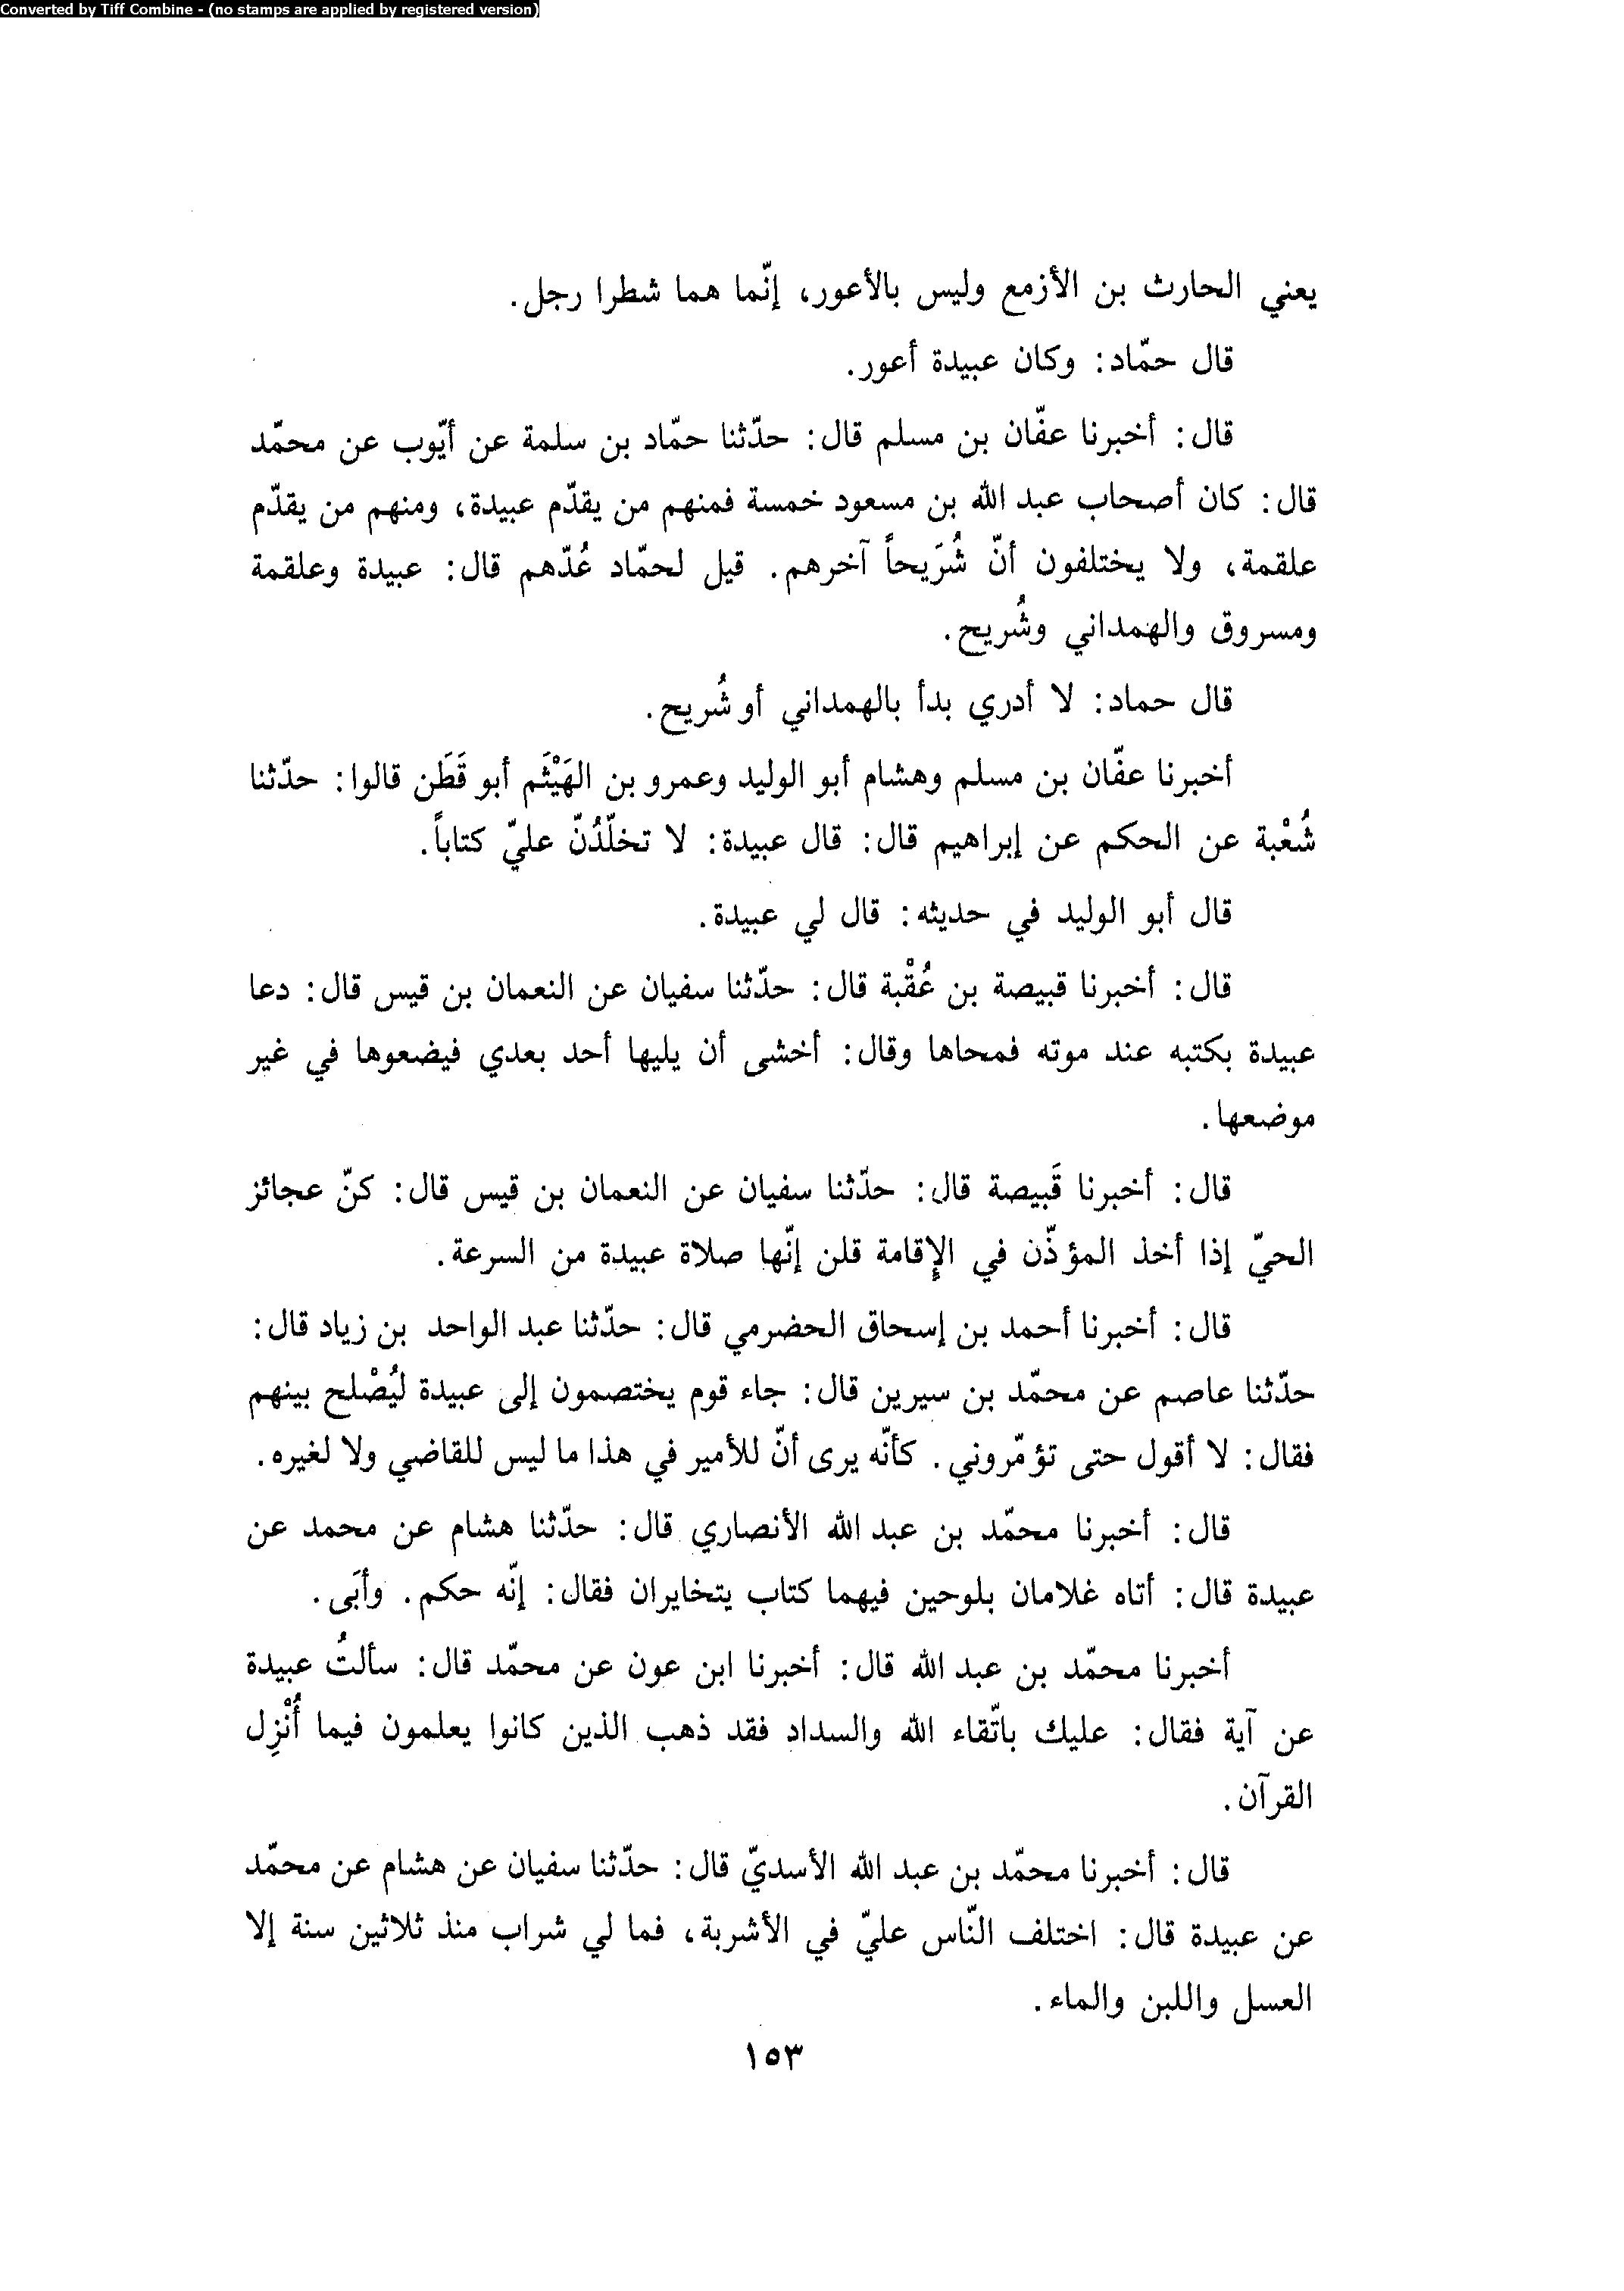 Converted by Tiff Combine - (no stamps are applied by registered version)
يعني الحارث بن الأزمع وليس بالأعور، إنّما هما شطرا رجل.
قال حمّاد: وكان عبيدة أعور.
قال: أخبرنا عفّان بن مسلم قال: حدّثنا حمّاد بن سلمة عن أيّوب عن محمّد
قال: كان أصحاب عبد الله بن مسعود خمسة فمنهم من يقدّم عبيدة، ومنهم من يقدّم
علقمة، ولا يختلفون أنّ شُرَيحاً آخرهم. قيل لحمّاد عُدّهم قال: عبيدة وعلقمة
ومسروق والهمداني وشُريح.
قال حماد: لا أدري بدأ بالهمداني أو شُريح.
أخبرنا عفّان بن مسلم وهشام أبو الوليد وعمرو بن الهَيْثَم أبو قَطَن قالوا: حدّثنا
شُعْبة عن الحكم عن إبراهيم قال: قال عبيدة: لا تخلّدُنّ عليّ كتاباً.
قال أبو الوليد في حديثه: قال لي عبيدة.
قال: أخبرنا قبيصة بن عُقْبة قال: حدّثنا سفيان عن النعمان بن قيس قال: دعا
عبيدة بكتبه عند موته فمحاها وقال: أخشى أن يليها أحد بعدي فيضعوها في غير
موضعها.
قال: أخبرنا قَبيصة قال: حدّثنا سفيان عن النعمان بن قيس قال: كنّ عجائز
الحيّ إذا أخذ المؤذّن في الإقامة قلن إنّها صلاة عبيدة من السرعة.
قال: أخبرنا أحمد بن إسحاق الحضرمي قال: حدّثنا عبد الواحد بن زياد قال:
حدّثنا عاصم عن محمّد بن سيرين قال: جاء قوم يختصمون إلى عبيدة ليُصْلح بينهم
فقال: لا أقول حتى تؤمّروني. كأنّه يرى أنّ للأمير في هذا ما ليس للقاضي ولا لغيره.
قال: أخبرنا محمّد بن عبد الله الأنصاري قال: حدّثنا هشام عن محمد عن
عبيدة قال: أتاه غلامان بلوحين فيهما كتاب يتخايران فقال: إنّه حكم. وأبَى.
أخبرنا محمّد بن عبد الله قال: أخبرنا ابن عون عن محمّد قال: سألتُ عبيدة
عن آية فقال: عليك باتّقاء الله والسداد فقد ذهب الذين كانوا يعلمون فيما أُنْزِل
القرآن.
قال: أخبرنا محمّد بن عبد الله الأسديّ قال: حدّثنا سفيان عن هشام عن محمّد
عن عبيدة قال: اختلف النّاس عليّ في الأشربة، فما لي شراب منذ ثلاثين سنة إلا
العسل واللبن والماء.
١٥٣